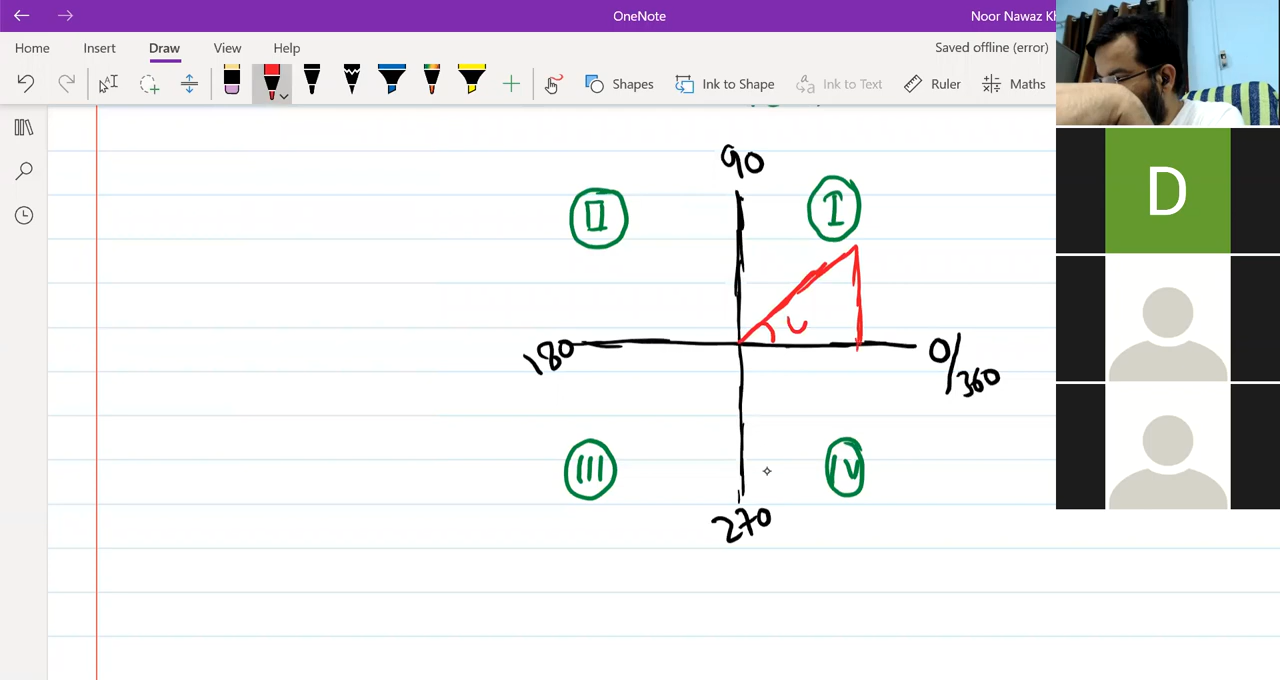 OneNote
Noor Nawaz Kh
Home Insert Draw View Help
Saved offline (error)
Shapes Ink to Shape Ink to Text Ruler Maths
90
II I
D
180 0/360
III IV
270